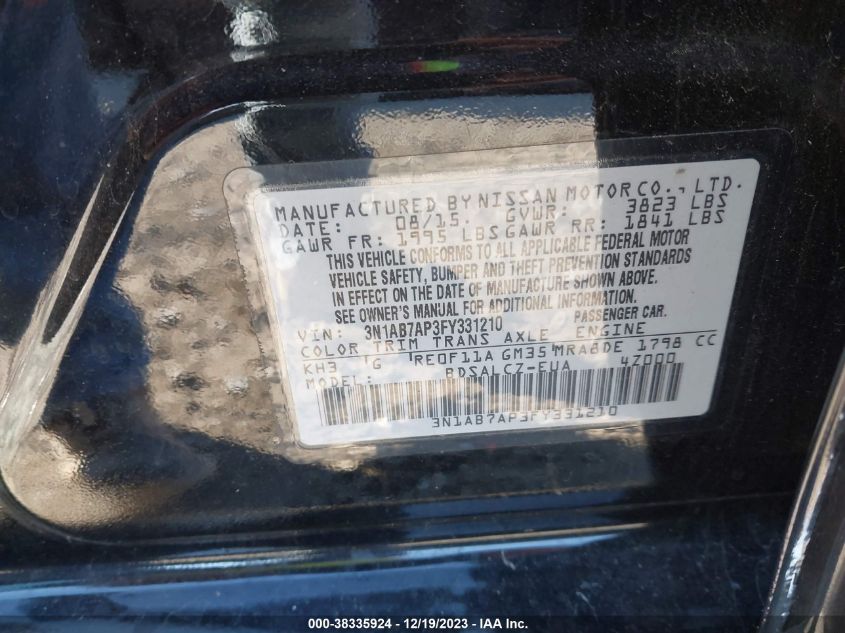 MANUFACTURED BY NISSAN MOTOR CO., LTD.
DATE: 08/15 GVWR: 3823 LBS
GAWR FR: 1995 LBS GAWR RR: 1841 LBS
THIS VEHICLE CONFORMS TO ALL APPLICABLE FEDERAL MOTOR
VEHICLE SAFETY, BUMPER AND THEFT PREVENTION STANDARDS
IN EFFECT ON THE DATE OF MANUFACTURE SHOWN ABOVE.
SEE OWNER'S MANUAL FOR ADDITIONAL INFORMATION.
VIN: 3N1AB7AP3FY331210 PASSENGER CAR.
COLOR TRIM TRANS AXLE ENGINE
KH3 G RE0F11A GM35 MRA8DE 1798 CC
MODEL: BDSALCZ-EUA 4Z000
3N1AB7AP3FY331210
000-38335924 - 12/19/2023 - IAA Inc.